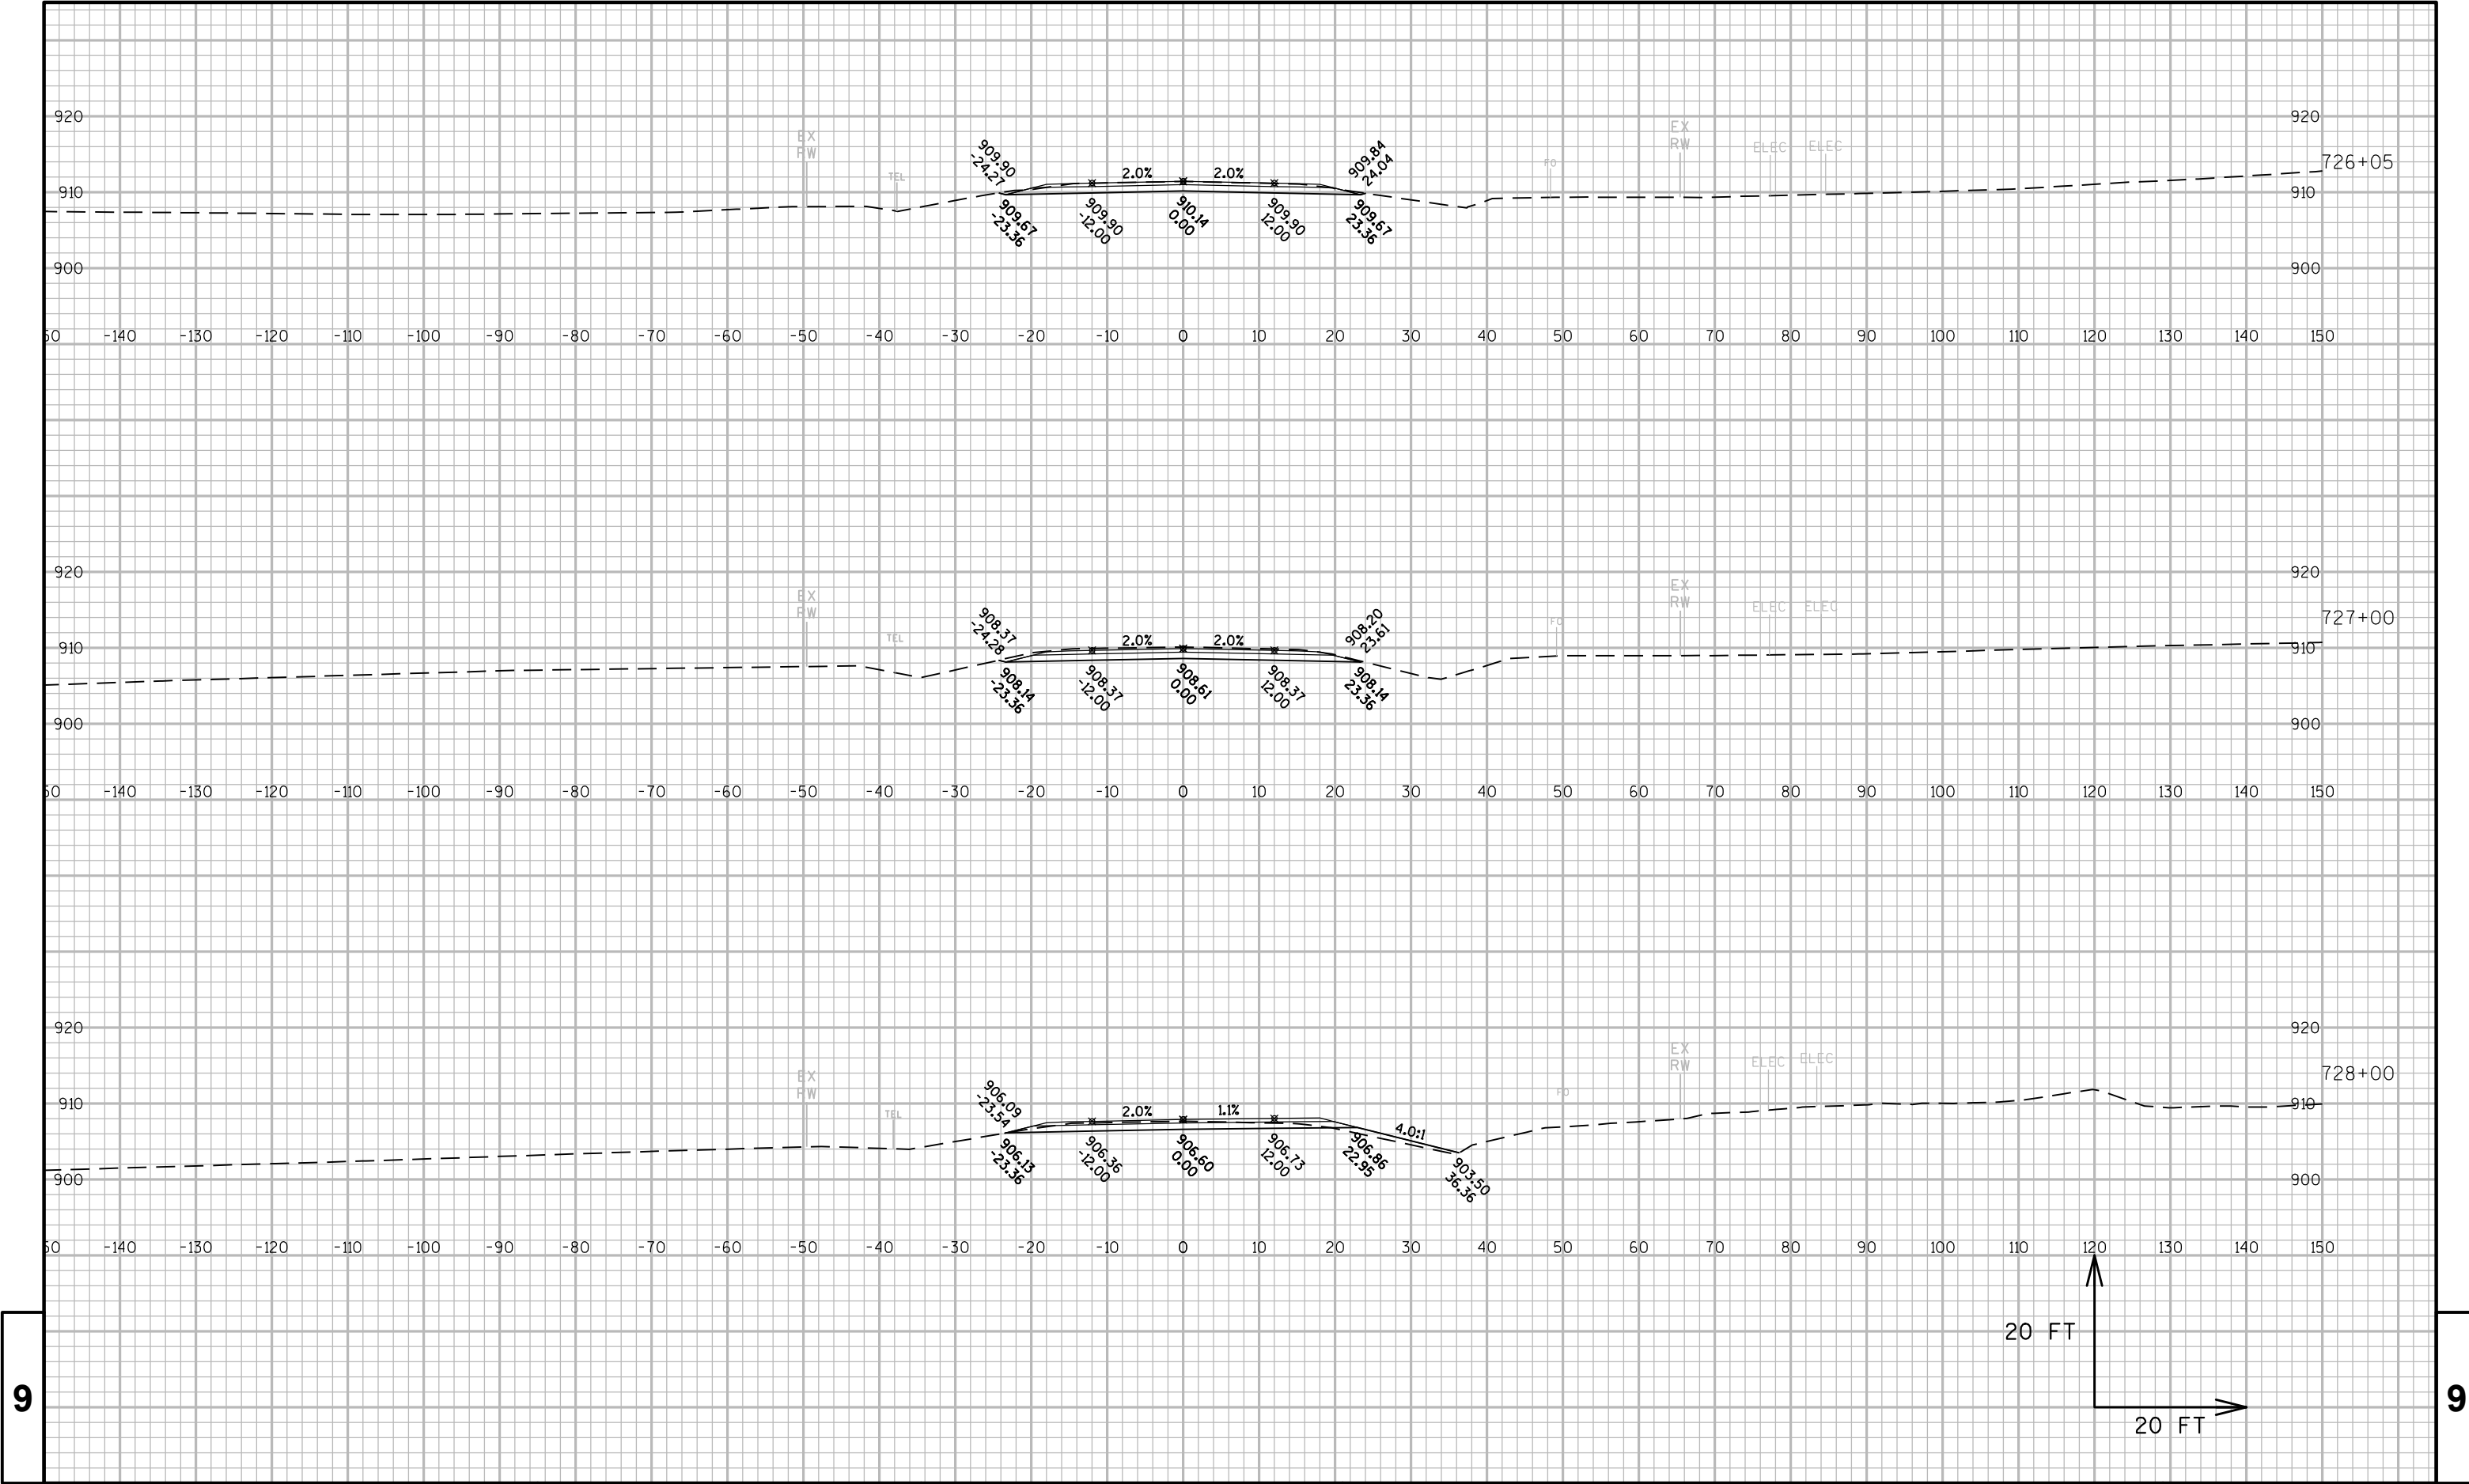 920 920
EX RW EX RW ELEC ELEC
909.90 -24.27 2.0% 2.0% 909.84 24.04 FO 726+05
TEL
910 910
909.67 -23.36 909.90 -12.00 910.14 0.00 909.90 12.00 909.67 23.36
900 900
50 -140 -130 -120 -110 -100 -90 -80 -70 -60 -50 -40 -30 -20 -10 0 10 20 30 40 50 60 70 80 90 100 110 120 130 140 150
920 920
EX RW EX RW ELEC ELEC
908.37 -24.28 2.0% 2.0% 908.20 23.61 FO 727+00
TEL
910 910
908.14 -23.36 908.37 -12.00 908.61 0.00 908.37 12.00 908.14 23.36
900 900
50 -140 -130 -120 -110 -100 -90 -80 -70 -60 -50 -40 -30 -20 -10 0 10 20 30 40 50 60 70 80 90 100 110 120 130 140 150
920 920
EX RW EX RW ELEC ELEC
906.09 -23.54 2.0% 1.1% FO 728+00
910 TEL 4.0:1 910
906.13 -23.36 906.36 -12.00 906.60 0.00 906.73 12.00 906.86 22.95 903.50 36.36
900 900
50 -140 -130 -120 -110 -100 -90 -80 -70 -60 -50 -40 -30 -20 -10 0 10 20 30 40 50 60 70 80 90 100 110 120 130 140 150
20 FT
9 9
20 FT